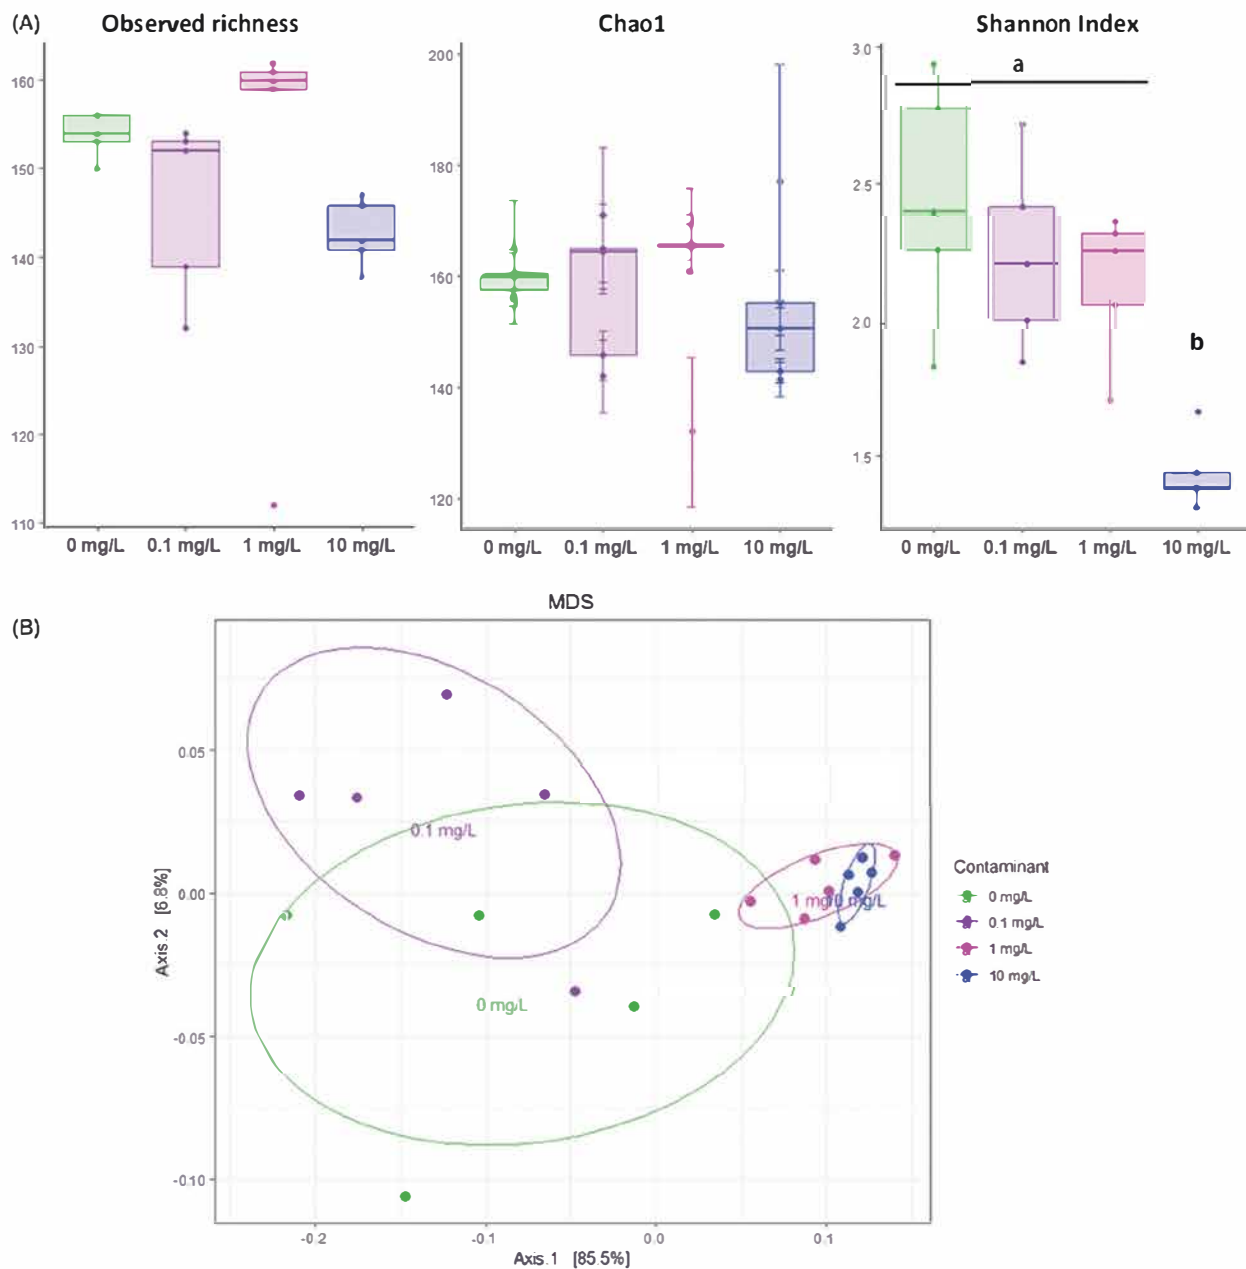 (A)
Observed richness
Chao1
Shannon Index
160
150
140
130
120
110
0 mg/L
0.1 mg/L
1 mg/L
10 mg/L
200
180
160
140
120
0 mg/L
0.1 mg/L
1 mg/L
10 mg/L
3.0
2.5
2.0
1.5
a
b
0 mg/L
0.1 mg/L
1 mg/L
10 mg/L
(B)
MDS
Axis.2 [6.8%]
0.05
0.00
-0.05
-0.10
0.1 mg/L
0 mg/L
1 mg/L
-0.2
-0.1
0.0
0.1
Axis.1 [85.5%]
Contaminant
0 mg/L
0.1 mg/L
1 mg/L
10 mg/L